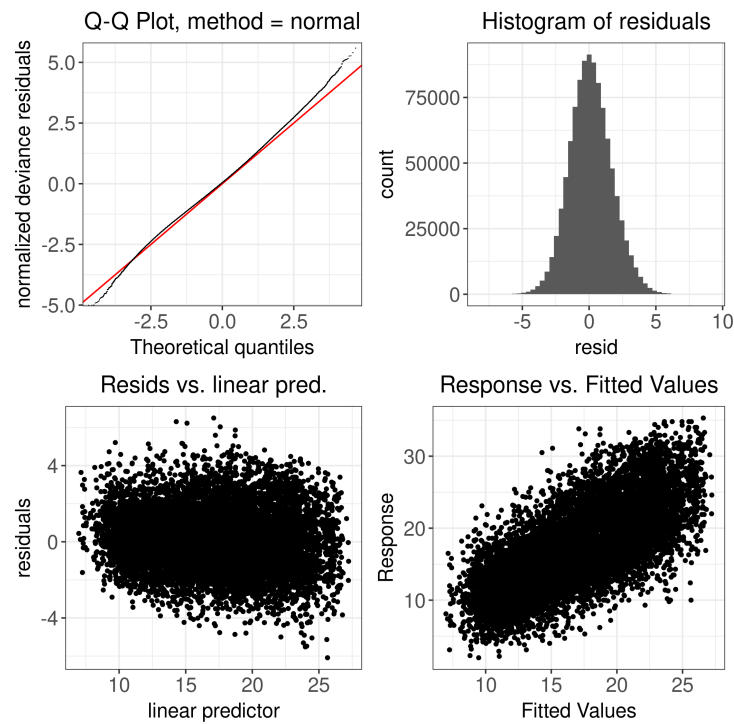 Q-Q Plot, method = normal
normalized deviance residuals
5.0
2.5
0.0
-2.5
-5.0
-2.5 0.0 2.5
Theoretical quantiles
Histogram of residuals
count
75000
50000
25000
0
-5 0 5 10
resid
Resids vs. linear pred.
residuals
4
0
-4
10 15 20 25
linear predictor
Response vs. Fitted Values
Response
30
20
10
10 15 20 25
Fitted Values